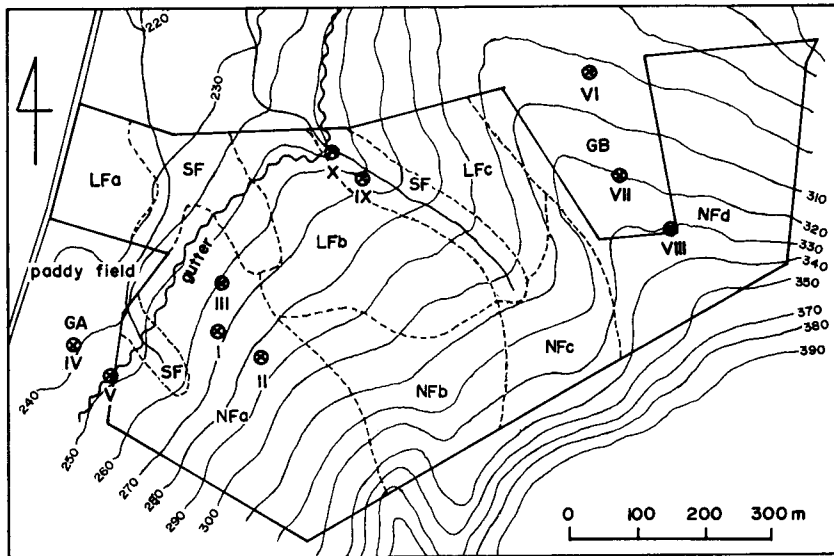 220
230
VI
LFa
SF
X
IX
SF
LFc
GB
VII
310
NFd
320
VIII
330
340
350
paddy field
gutter
LFb
III
GA
IV
I
II
V
SF
NFc
370
380
390
240
NFa
NFb
250
260
270
280
290
300
0 100 200 300 m